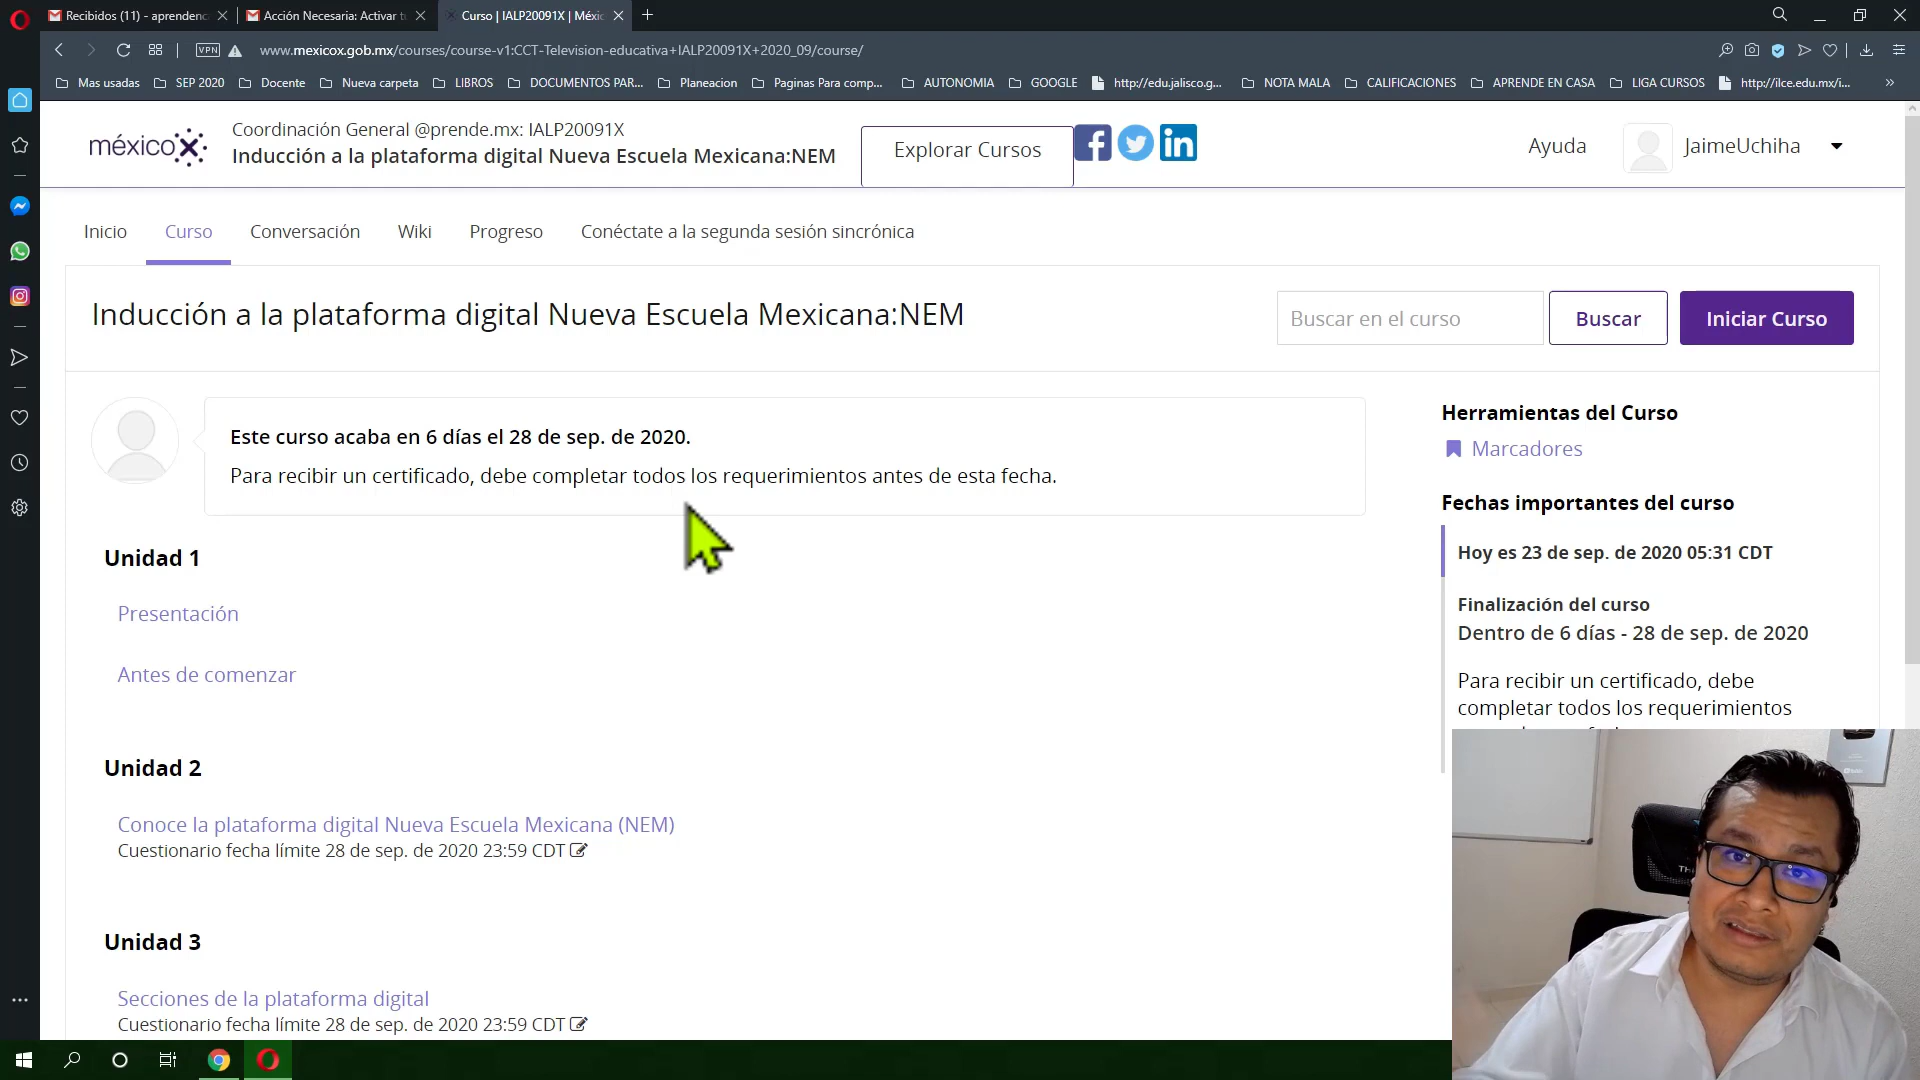 Recibidos (11) - aprendenc
Acción Necesaria: Activar tu
Curso | IALP20091X | Méxic
VPN
www.mexicox.gob.mx/courses/course-v1:CCT-Television-educativa+IALP20091X+2020_09/course/
Mas usadas
SEP 2020
Docente
Nueva carpeta
LIBROS
DOCUMENTOS PAR...
Planeacion
Paginas Para comp...
AUTONOMIA
GOOGLE
http://edu.jalisco.g...
NOTA MALA
CALIFICACIONES
APRENDE EN CASA
LIGA CURSOS
http://ilce.edu.mx/i...
méxicoX
Coordinación General @prende.mx: IALP20091X
Inducción a la plataforma digital Nueva Escuela Mexicana:NEM
Explorar Cursos
Ayuda
JaimeUchiha
Inicio
Curso
Conversación
Wiki
Progreso
Conéctate a la segunda sesión sincrónica
Inducción a la plataforma digital Nueva Escuela Mexicana:NEM
Buscar en el curso
Buscar
Iniciar Curso
Este curso acaba en 6 días el 28 de sep. de 2020.
Para recibir un certificado, debe completar todos los requerimientos antes de esta fecha.
Unidad 1
Presentación
Antes de comenzar
Unidad 2
Conoce la plataforma digital Nueva Escuela Mexicana (NEM)
Cuestionario fecha límite 28 de sep. de 2020 23:59 CDT
Unidad 3
Secciones de la plataforma digital
Cuestionario fecha límite 28 de sep. de 2020 23:59 CDT
Herramientas del Curso
Marcadores
Fechas importantes del curso
Hoy es 23 de sep. de 2020 05:31 CDT
Finalización del curso
Dentro de 6 días - 28 de sep. de 2020
Para recibir un certificado, debe
completar todos los requerimientos